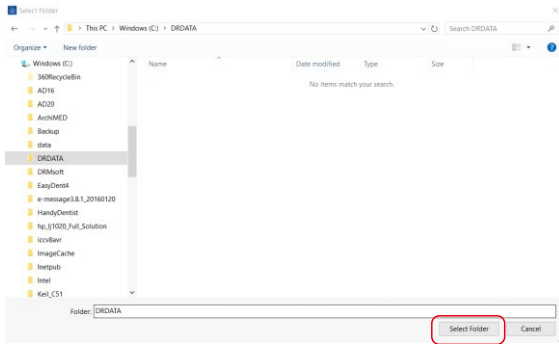 Select Folder
This PC > Windows (C:) > DRDATA
Search DRDATA
Organize
New folder
Name
Date modified
Type
Size
No items match your search.
Windows (C:)
360RecycleBin
AD16
AD20
ArchiMED
Backup
data
DRDATA
DRMsoft
EasyDent4
e-message3.8.1_20160120
HandyDentist
hp_lj1020_Full_Solution
iccv8avr
ImageCache
Inetpub
Intel
Keil_C51
Folder: DRDATA
Select Folder
Cancel